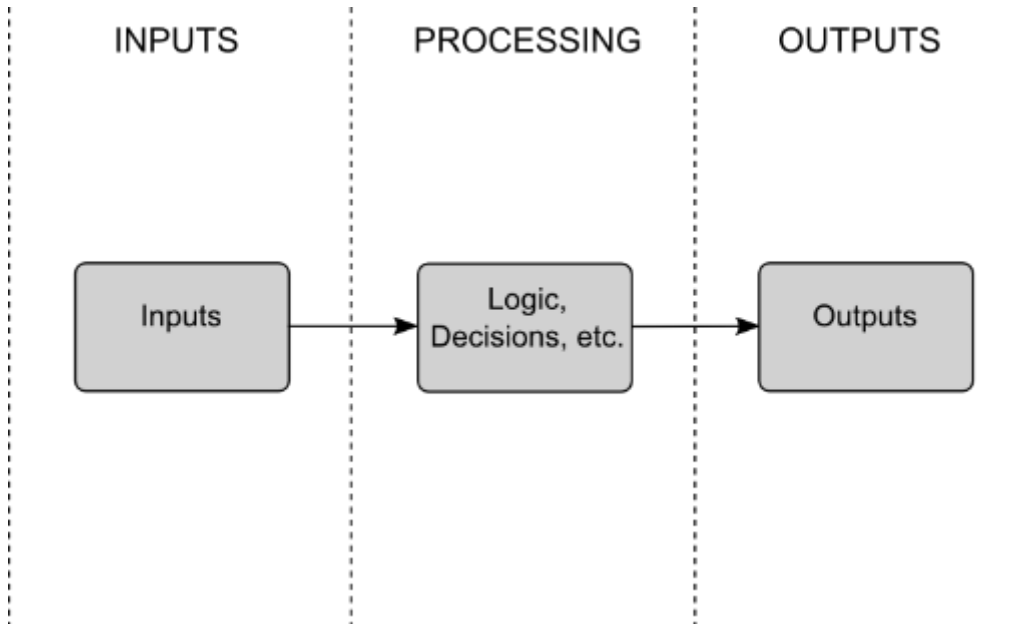 INPUTS
PROCESSING
OUTPUTS
Inputs
Logic,
Decisions, etc.
Outputs